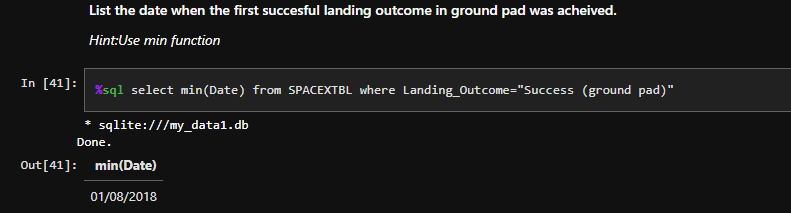 List the date when the first succesful landing outcome in ground pad was acheived.
Hint:Use min function
In [41]: %sql select min(Date) from SPACEXTBL where Landing_Outcome="Success (ground pad)"
* sqlite:///my_data1.db
Done.
Out[41]: min(Date)
01/08/2018